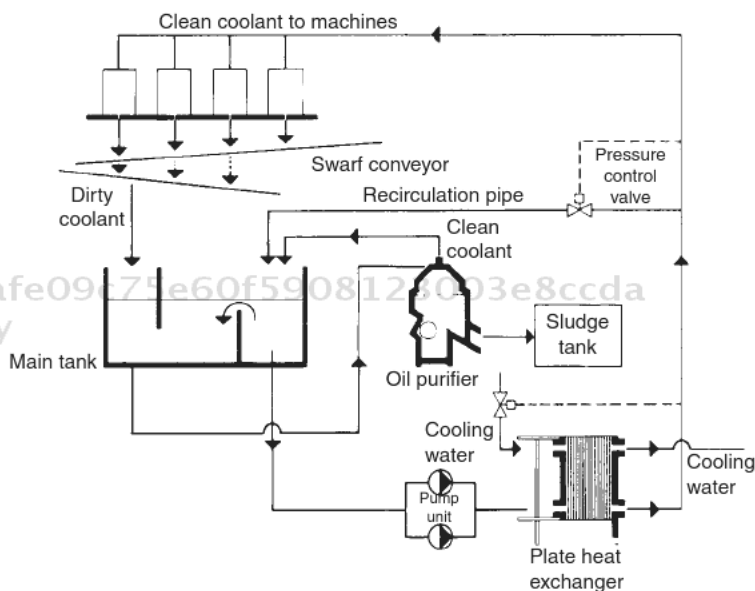 Clean coolant to machines
Swarf conveyor
Pressure
control
valve
Dirty
coolant
Recirculation pipe
Clean
coolant
afe09c75e60f5908123003e8ccda
y
Main tank
Oil purifier
Sludge
tank
Cooling
water
Pump
unit
Cooling
water
Plate heat
exchanger